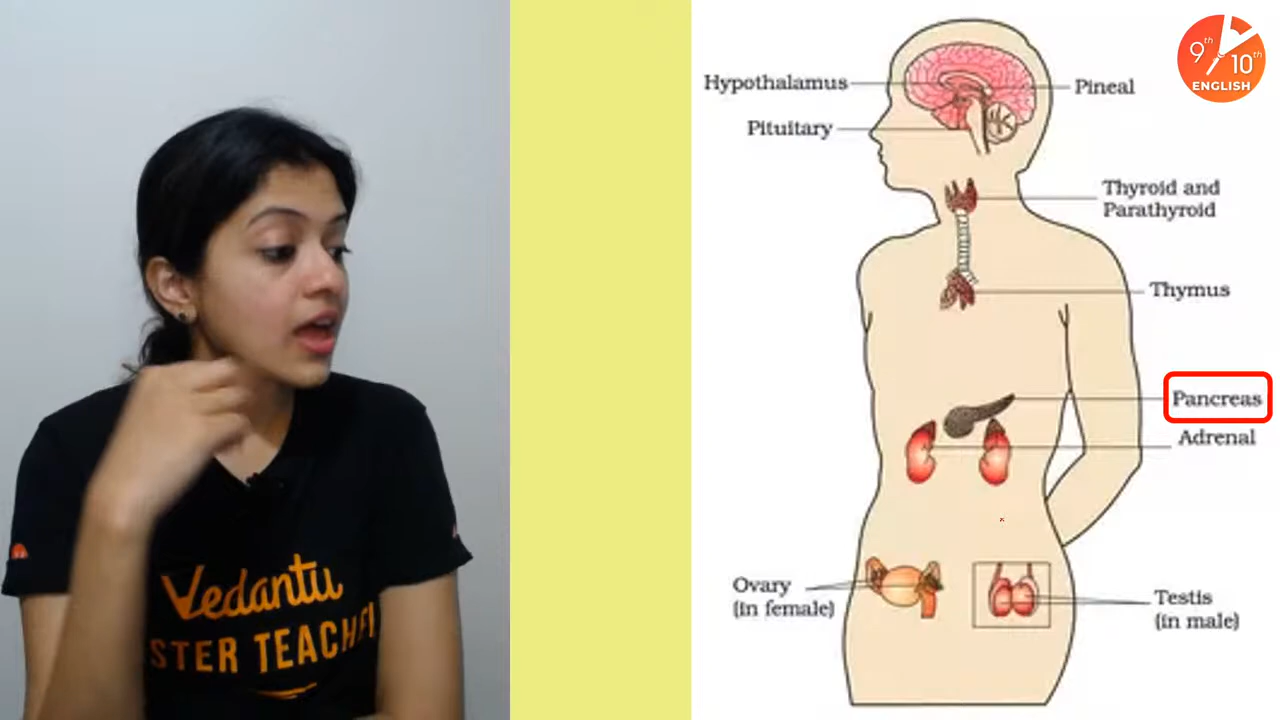 9th
10th
ENGLISH
Hypothalamus
Pineal
Pituitary
Thyroid and
Parathyroid
Thymus
Pancreas
Adrenal
Ovary
(in female)
Testis
(in male)
Vedantu
STER TEACHE